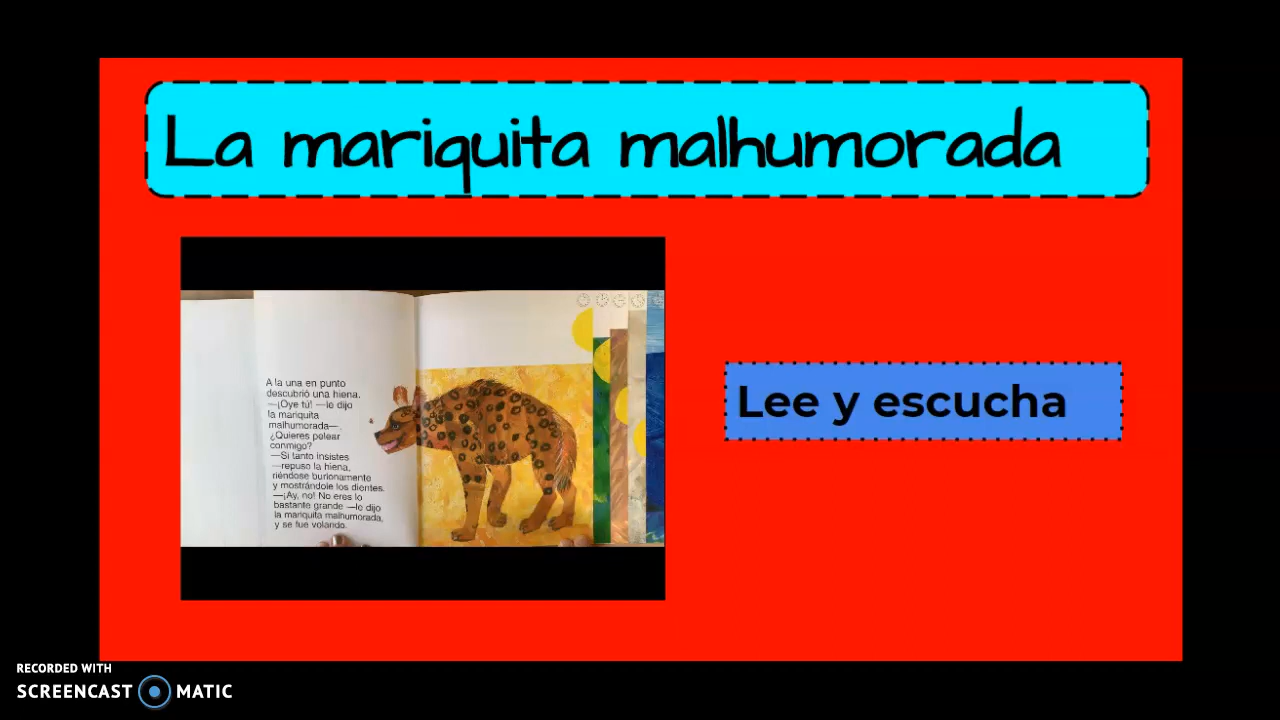 La mariquita malhumorada
A la una en punto
descubrió una hiena.
—¡Oye tú! —le dijo
la mariquita
malhumorada—.
¿Quieres pelear
conmigo?
—Si tanto insistes
—repuso la hiena,
riéndose burlonamente
y mostrándole los dientes.
—¡Ay, no! No eres lo
bastante grande —le dijo
la mariquita malhumorada,
y se fue volando.
Lee y escucha
RECORDED WITH
SCREENCAST MATIC